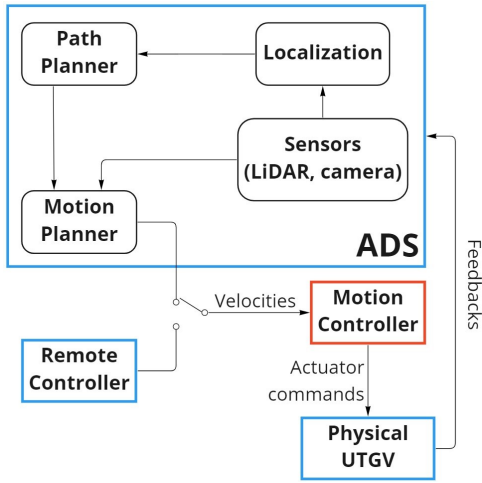 Path
Planner
Localization
Sensors
(LiDAR, camera)
Motion
Planner
ADS
Feedbacks
Velocities
Motion
Controller
Remote
Controller
Actuator
commands
Physical
UTGV